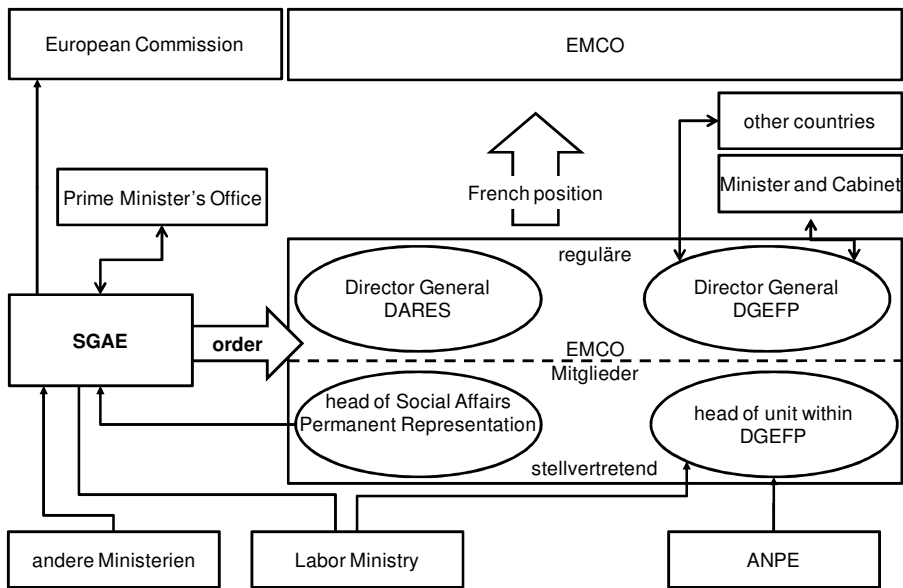 European Commission
EMCO
other countries
Prime Minister's Office
French position
Minister and Cabinet
reguläre
Director General
DARES
Director General
DGEFP
SGAE
order
EMCO
Mitglieder
head of Social Affairs
Permanent Representation
head of unit within
DGEFP
stellvertretend
andere Ministerien
Labor Ministry
ANPE